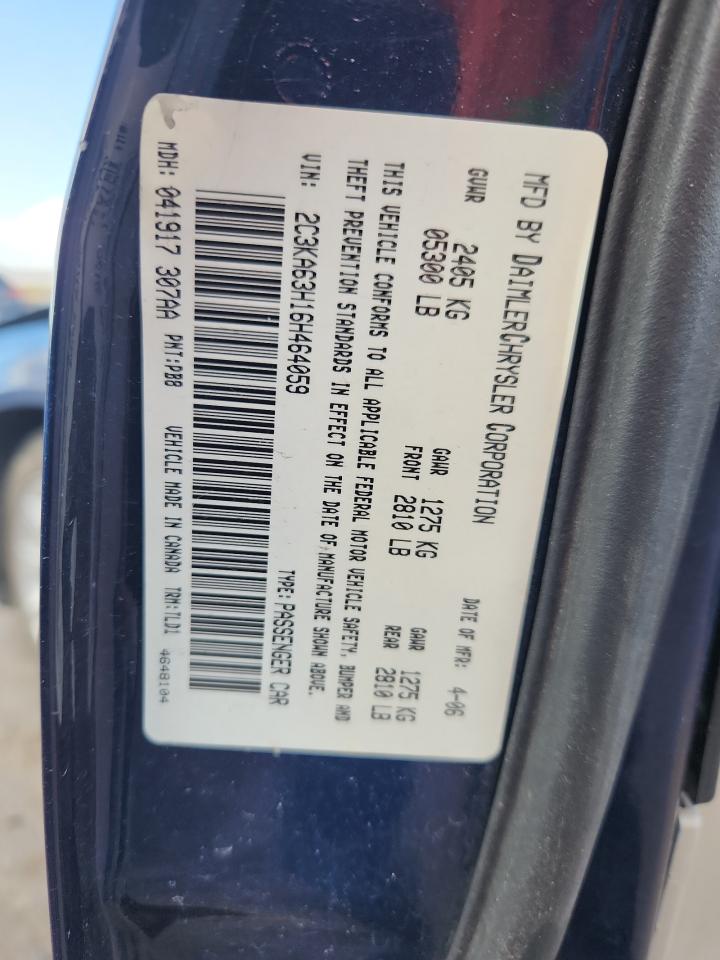 MFD BY DAIMLERCHRYSLER CORPORATION
DATE OF MFR: 4-06
GVWR 2405 KG
05300 LB
GAWR FRONT 1275 KG
2810 LB
GAWR REAR 1275 KG
2810 LB
THIS VEHICLE CONFORMS TO ALL APPLICABLE FEDERAL MOTOR VEHICLE SAFETY, BUMPER AND
THEFT PREVENTION STANDARDS IN EFFECT ON THE DATE OF MANUFACTURE SHOWN ABOVE.
VIN: 2C3KA63H16H464059 TYPE: PASSENGER CAR
MDH: 041917 307AA PNT:PB8 VEHICLE MADE IN CANADA TRM:TLD1 4648104